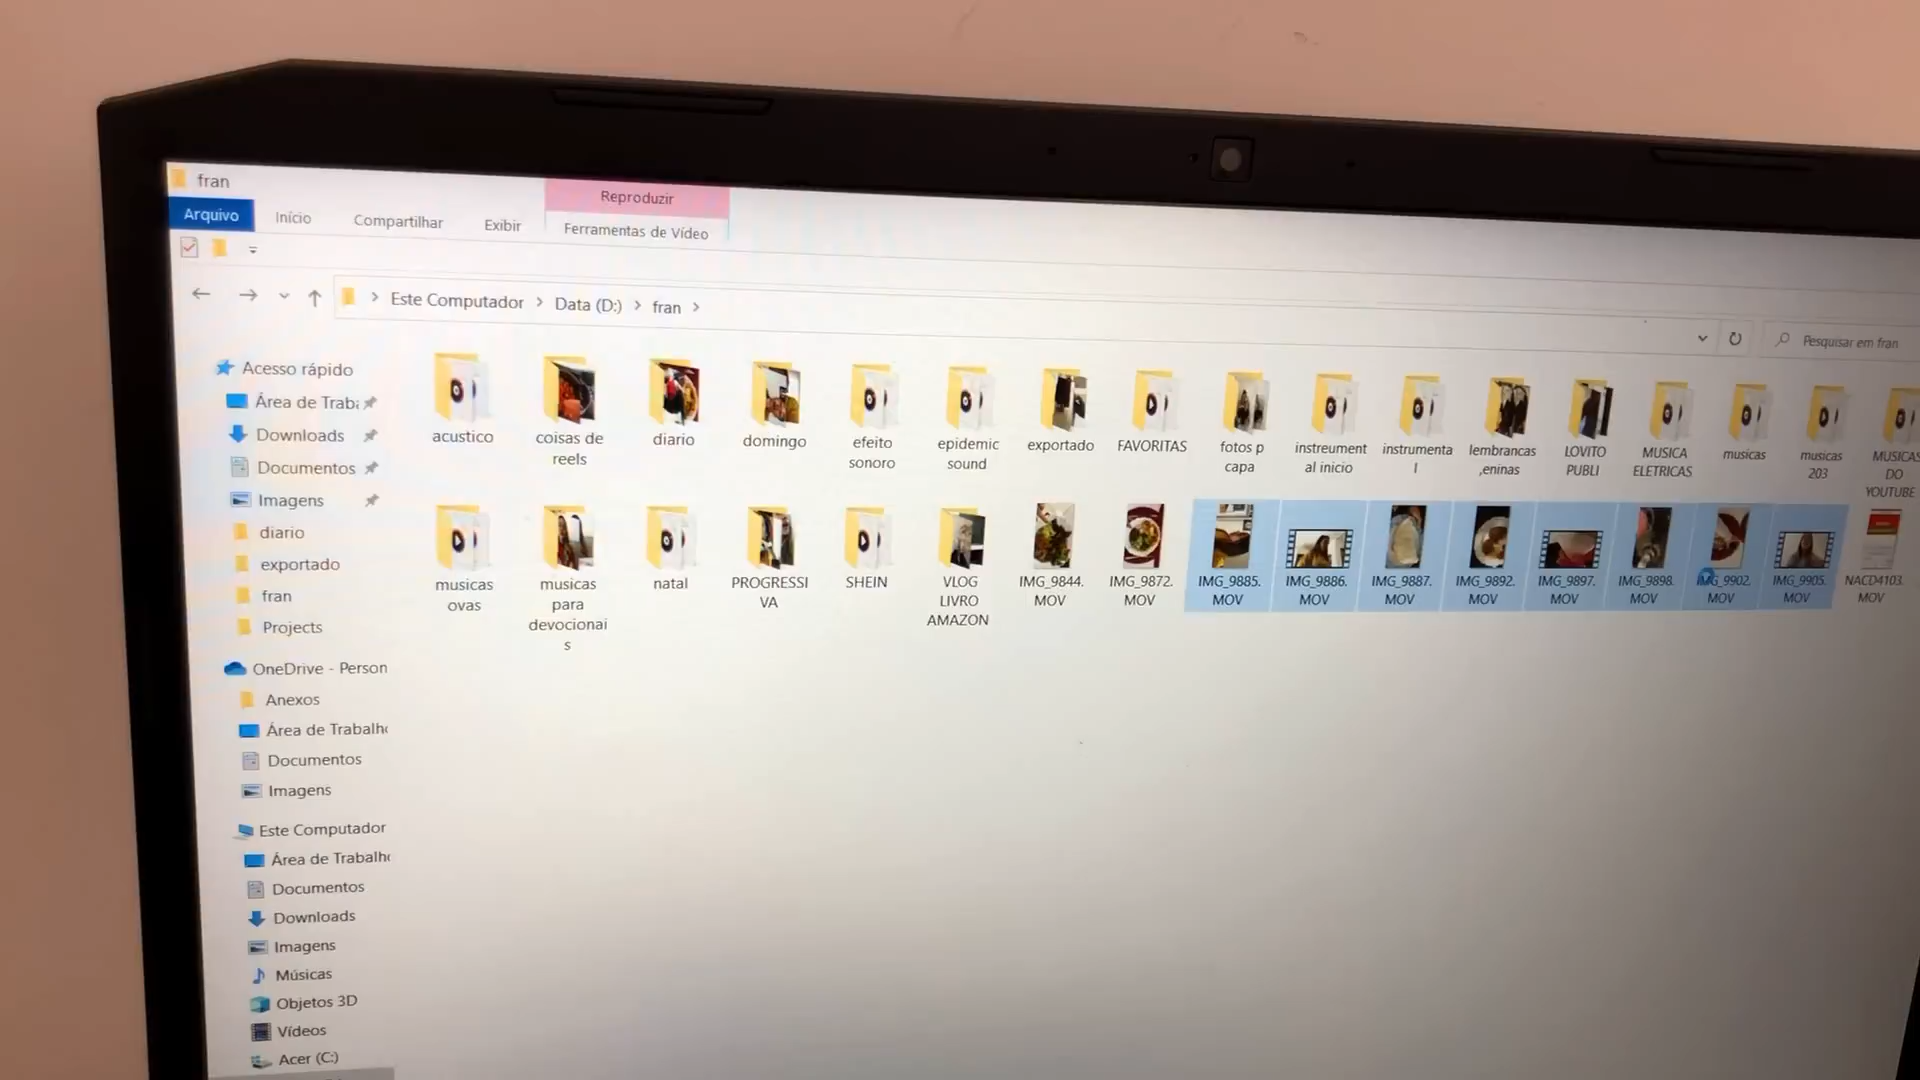 fran
Reproduzir
Arquivo
Início
Compartilhar
Exibir
Ferramentas de Vídeo
Este Computador > Data (D:) > fran >
Pesquisar em fran
Acesso rápido
Área de Traba
Downloads
Documentos
Imagens
diario
exportado
fran
Projects
OneDrive - Person
Anexos
Área de Trabalho
Documentos
Imagens
Este Computador
Área de Trabalho
Documentos
Downloads
Imagens
Músicas
Objetos 3D
Vídeos
Acer (C:)
acustico
coisas de
reels
diario
domingo
efeito
sonoro
epidemic
sound
exportado
FAVORITAS
fotos p
capa
instreument
al inicio
instrumenta
l
lembrancas
,eninas
LOVITO
PUBLI
MUSICA
ELETRICAS
musicas
musicas
203
MUSICAS
DO
YOUTUBE
musicas
ovas
musicas
para
devocionai
s
natal
PROGRESSI
VA
SHEIN
VLOG
LIVRO
AMAZON
IMG_9844.
MOV
IMG_9872.
MOV
IMG_9885.
MOV
IMG_9886.
MOV
IMG_9887.
MOV
IMG_9892.
MOV
IMG_9897.
MOV
IMG_9898.
MOV
IMG_9902.
MOV
IMG_9905.
MOV
NACD4103.
MOV